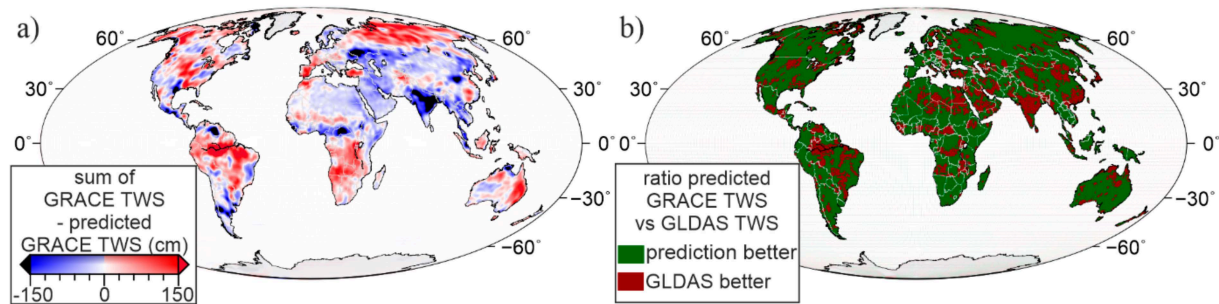 a)
60°
30°
0°
−30°
−60°
sum of
GRACE TWS
- predicted
GRACE TWS (cm)
-150 0 150
b)
60°
30°
0°
−30°
−60°
ratio predicted
GRACE TWS
vs GLDAS TWS
prediction better
GLDAS better
60°
30°
0°
−30°
−60°